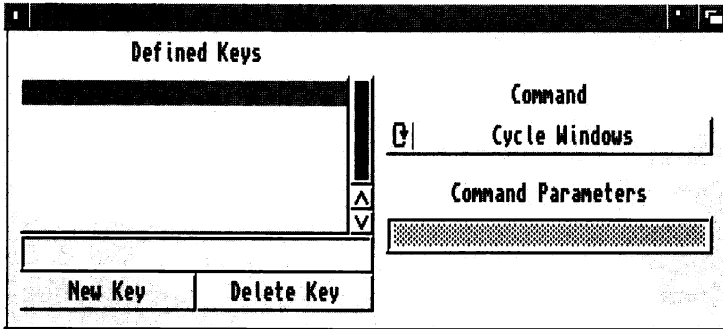 Defined Keys
Command
Cycle Windows
Command Parameters
New Key
Delete Key